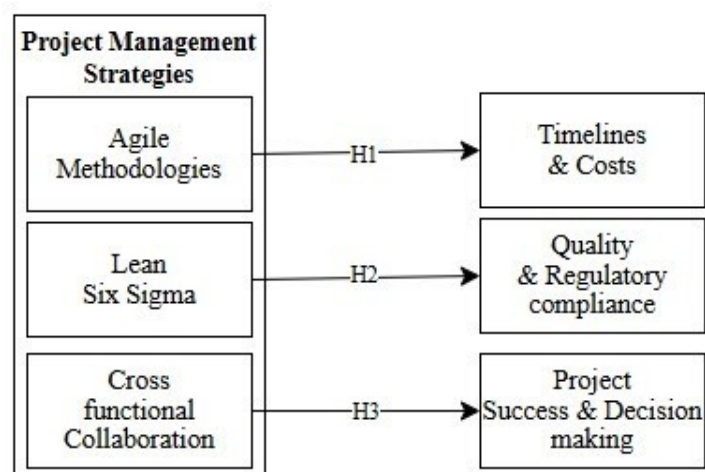 Project Management
Strategies
Agile
Methodologies
H1
Timelines
& Costs
Lean
Six Sigma
H2
Quality
& Regulatory
compliance
Cross
functional
Collaboration
H3
Project
Success & Decision
making